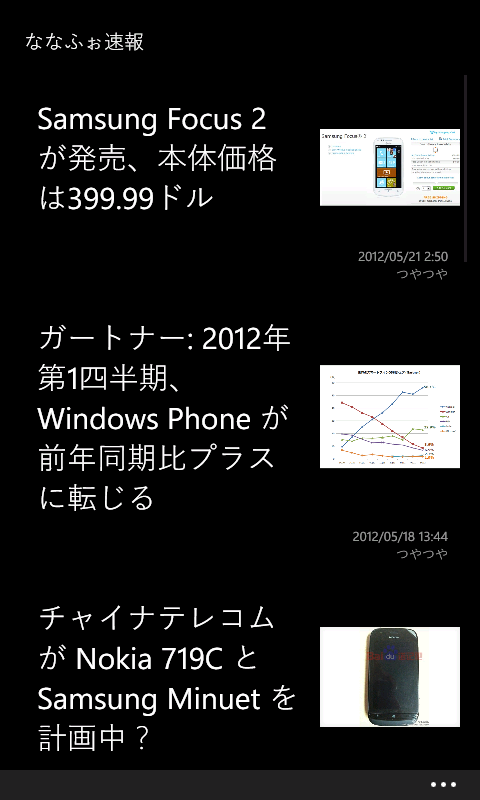 ななふぉ速報
Samsung Focus 2
が発売、本体価格
は399.99ドル
2012/05/21 2:50
つやつや
ガートナー: 2012年
第1四半期、
Windows Phone が
前年同期比プラス
に転じる
2012/05/18 13:44
つやつや
チャイナテレコム
が Nokia 719C と
Samsung Minuet を
計画中？